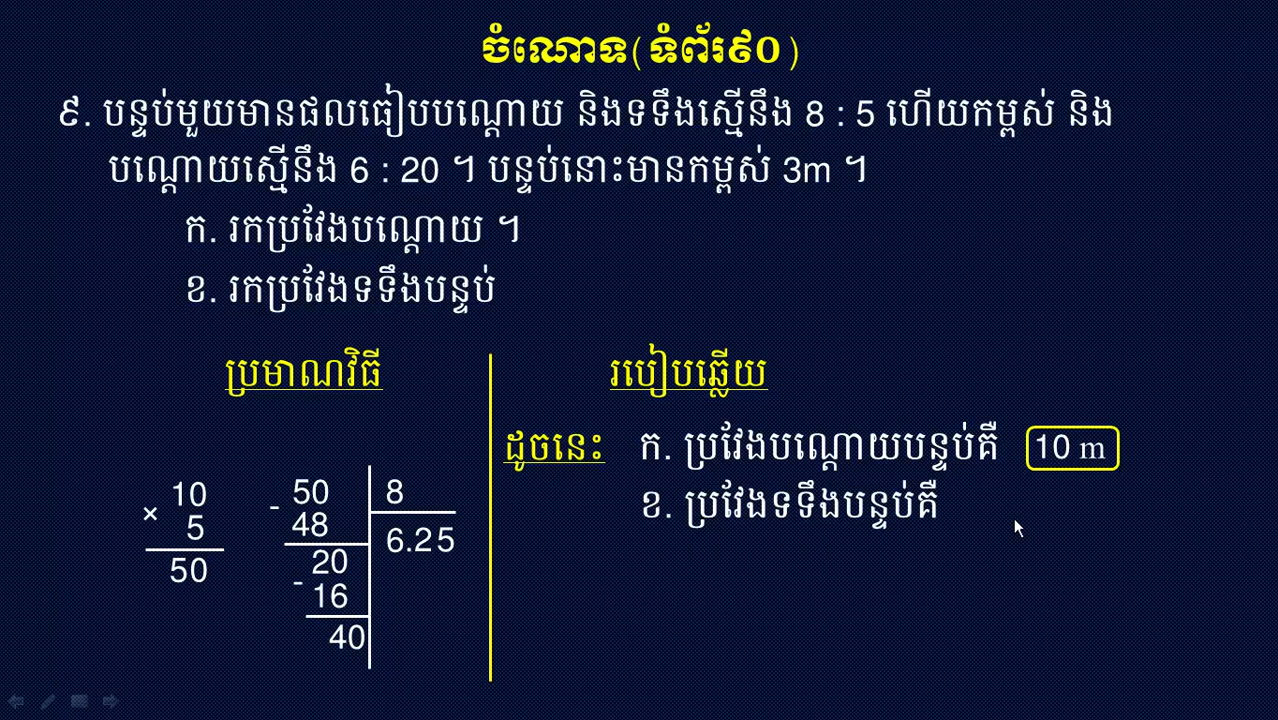 ចំណោទ(ទំព័រ៩០)
៩. បន្ទប់មួយមានផលធៀបបណ្តោយ និងទទឹងស្មើនឹង 8 : 5 ហើយកម្ពស់ និង
បណ្តោយស្មើនឹង 6 : 20 ។ បន្ទប់នោះមានកម្ពស់ 3m ។
ក. រកប្រវែងបណ្តោយ ។
ខ. រកប្រវែងទទឹងបន្ទប់
ប្រមាណវិធី
របៀបឆ្លើយ
ដូចនេះ ក. ប្រវែងបណ្តោយបន្ទប់គឺ 10 m
ខ. ប្រវែងទទឹងបន្ទប់គឺ
× 10
5
50
- 50 8
48 6.25
- 20
16
40